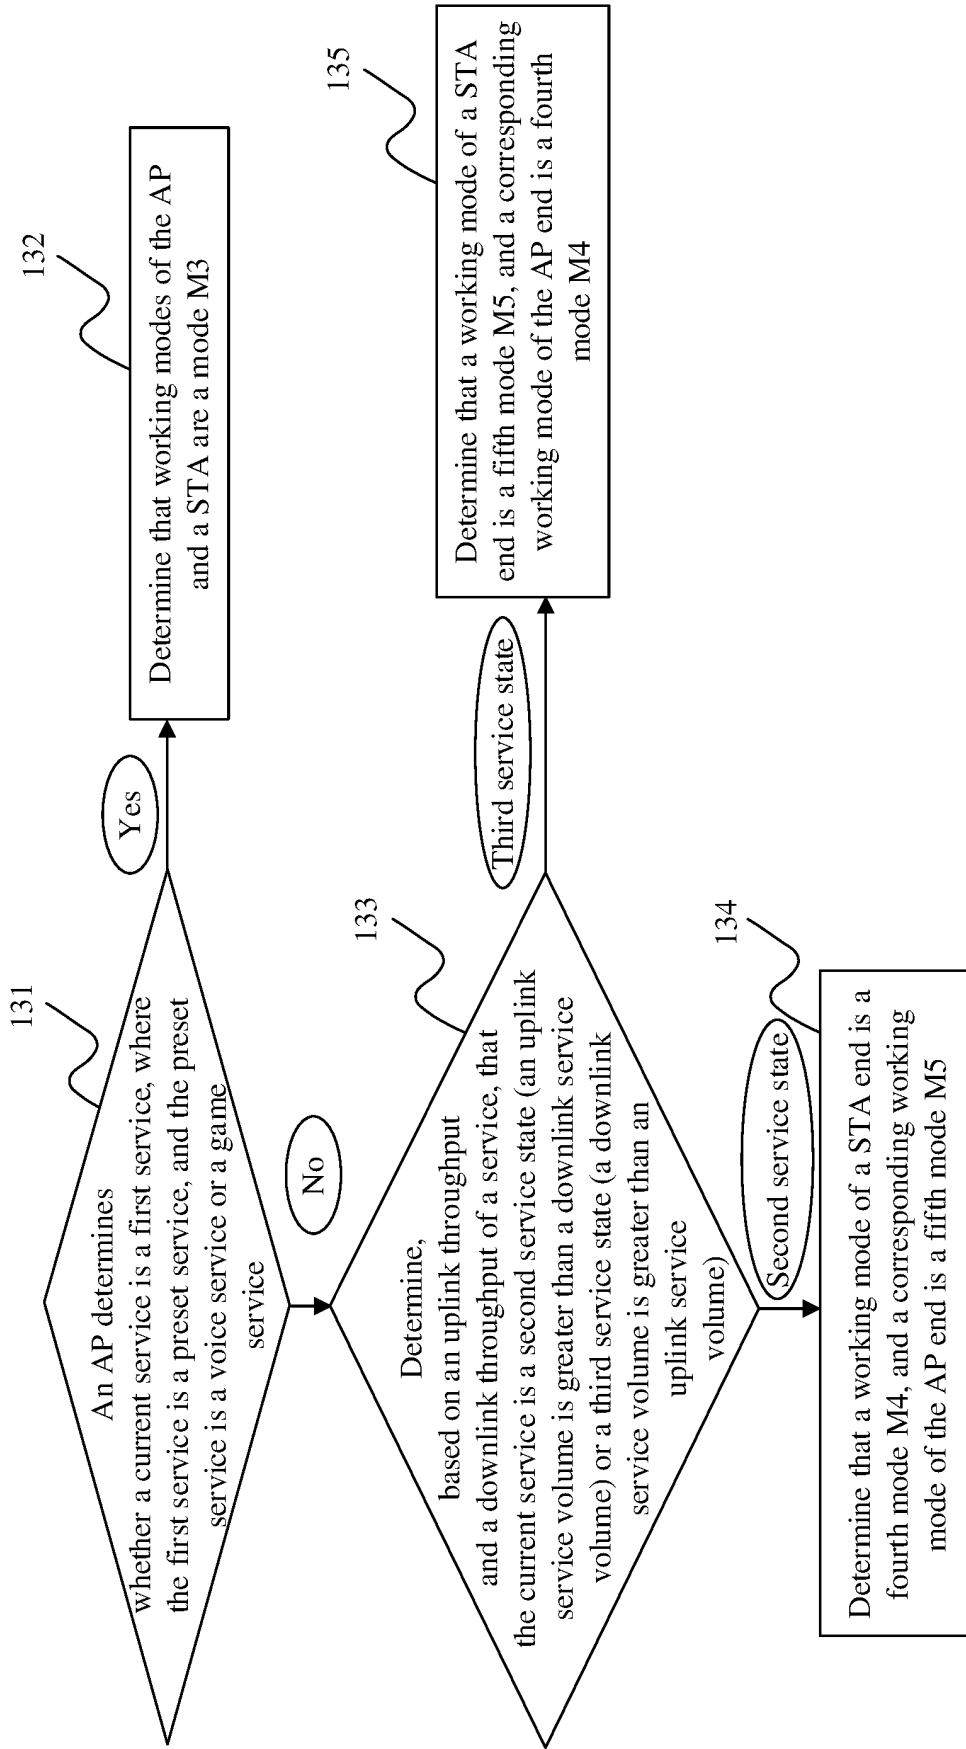 131
An AP determines
whether a current service is a first service, where
the first service is a preset service, and the preset
service is a voice service or a game
service
Yes
132
Determine that working modes of the AP
and a STA are a mode M3
No
133
Determine,
based on an uplink throughput
and a downlink throughput of a service, that
the current service is a second service state (an uplink
service volume is greater than a downlink service
volume) or a third service state (a downlink
service volume is greater than an
uplink service
volume)
Third service state
135
Determine that a working mode of a STA
end is a fifth mode M5, and a corresponding
working mode of the AP end is a fourth
mode M4
Second service state
134
Determine that a working mode of a STA end is a
fourth mode M4, and a corresponding working
mode of the AP end is a fifth mode M5